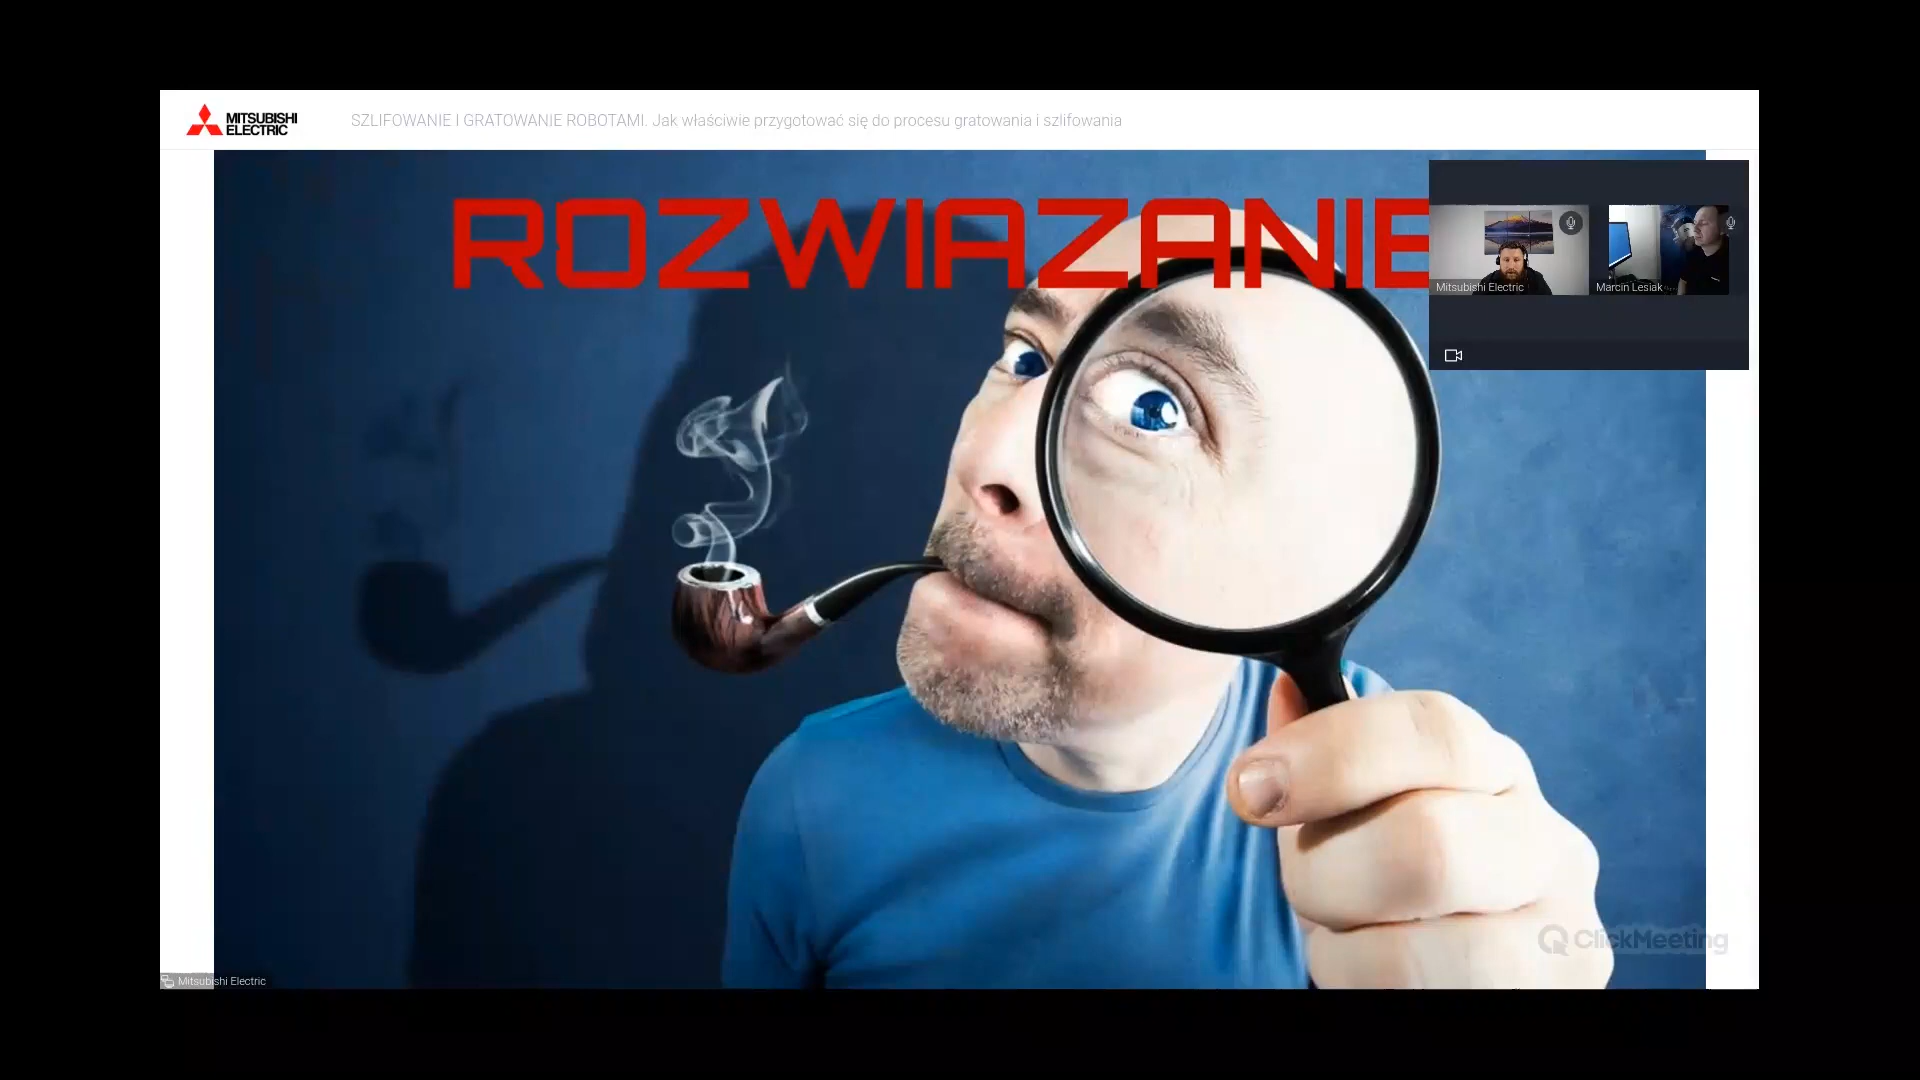 MITSUBISHI
ELECTRIC
SZLIFOWANIE I GRATOWANIE ROBOTAMI. Jak właściwie przygotować się do procesu gratowania i szlifowania
ROZWIAZANIE
Mitsubishi Electric
Marcin Lesiak
ClickMeeting
Mitsubishi Electric